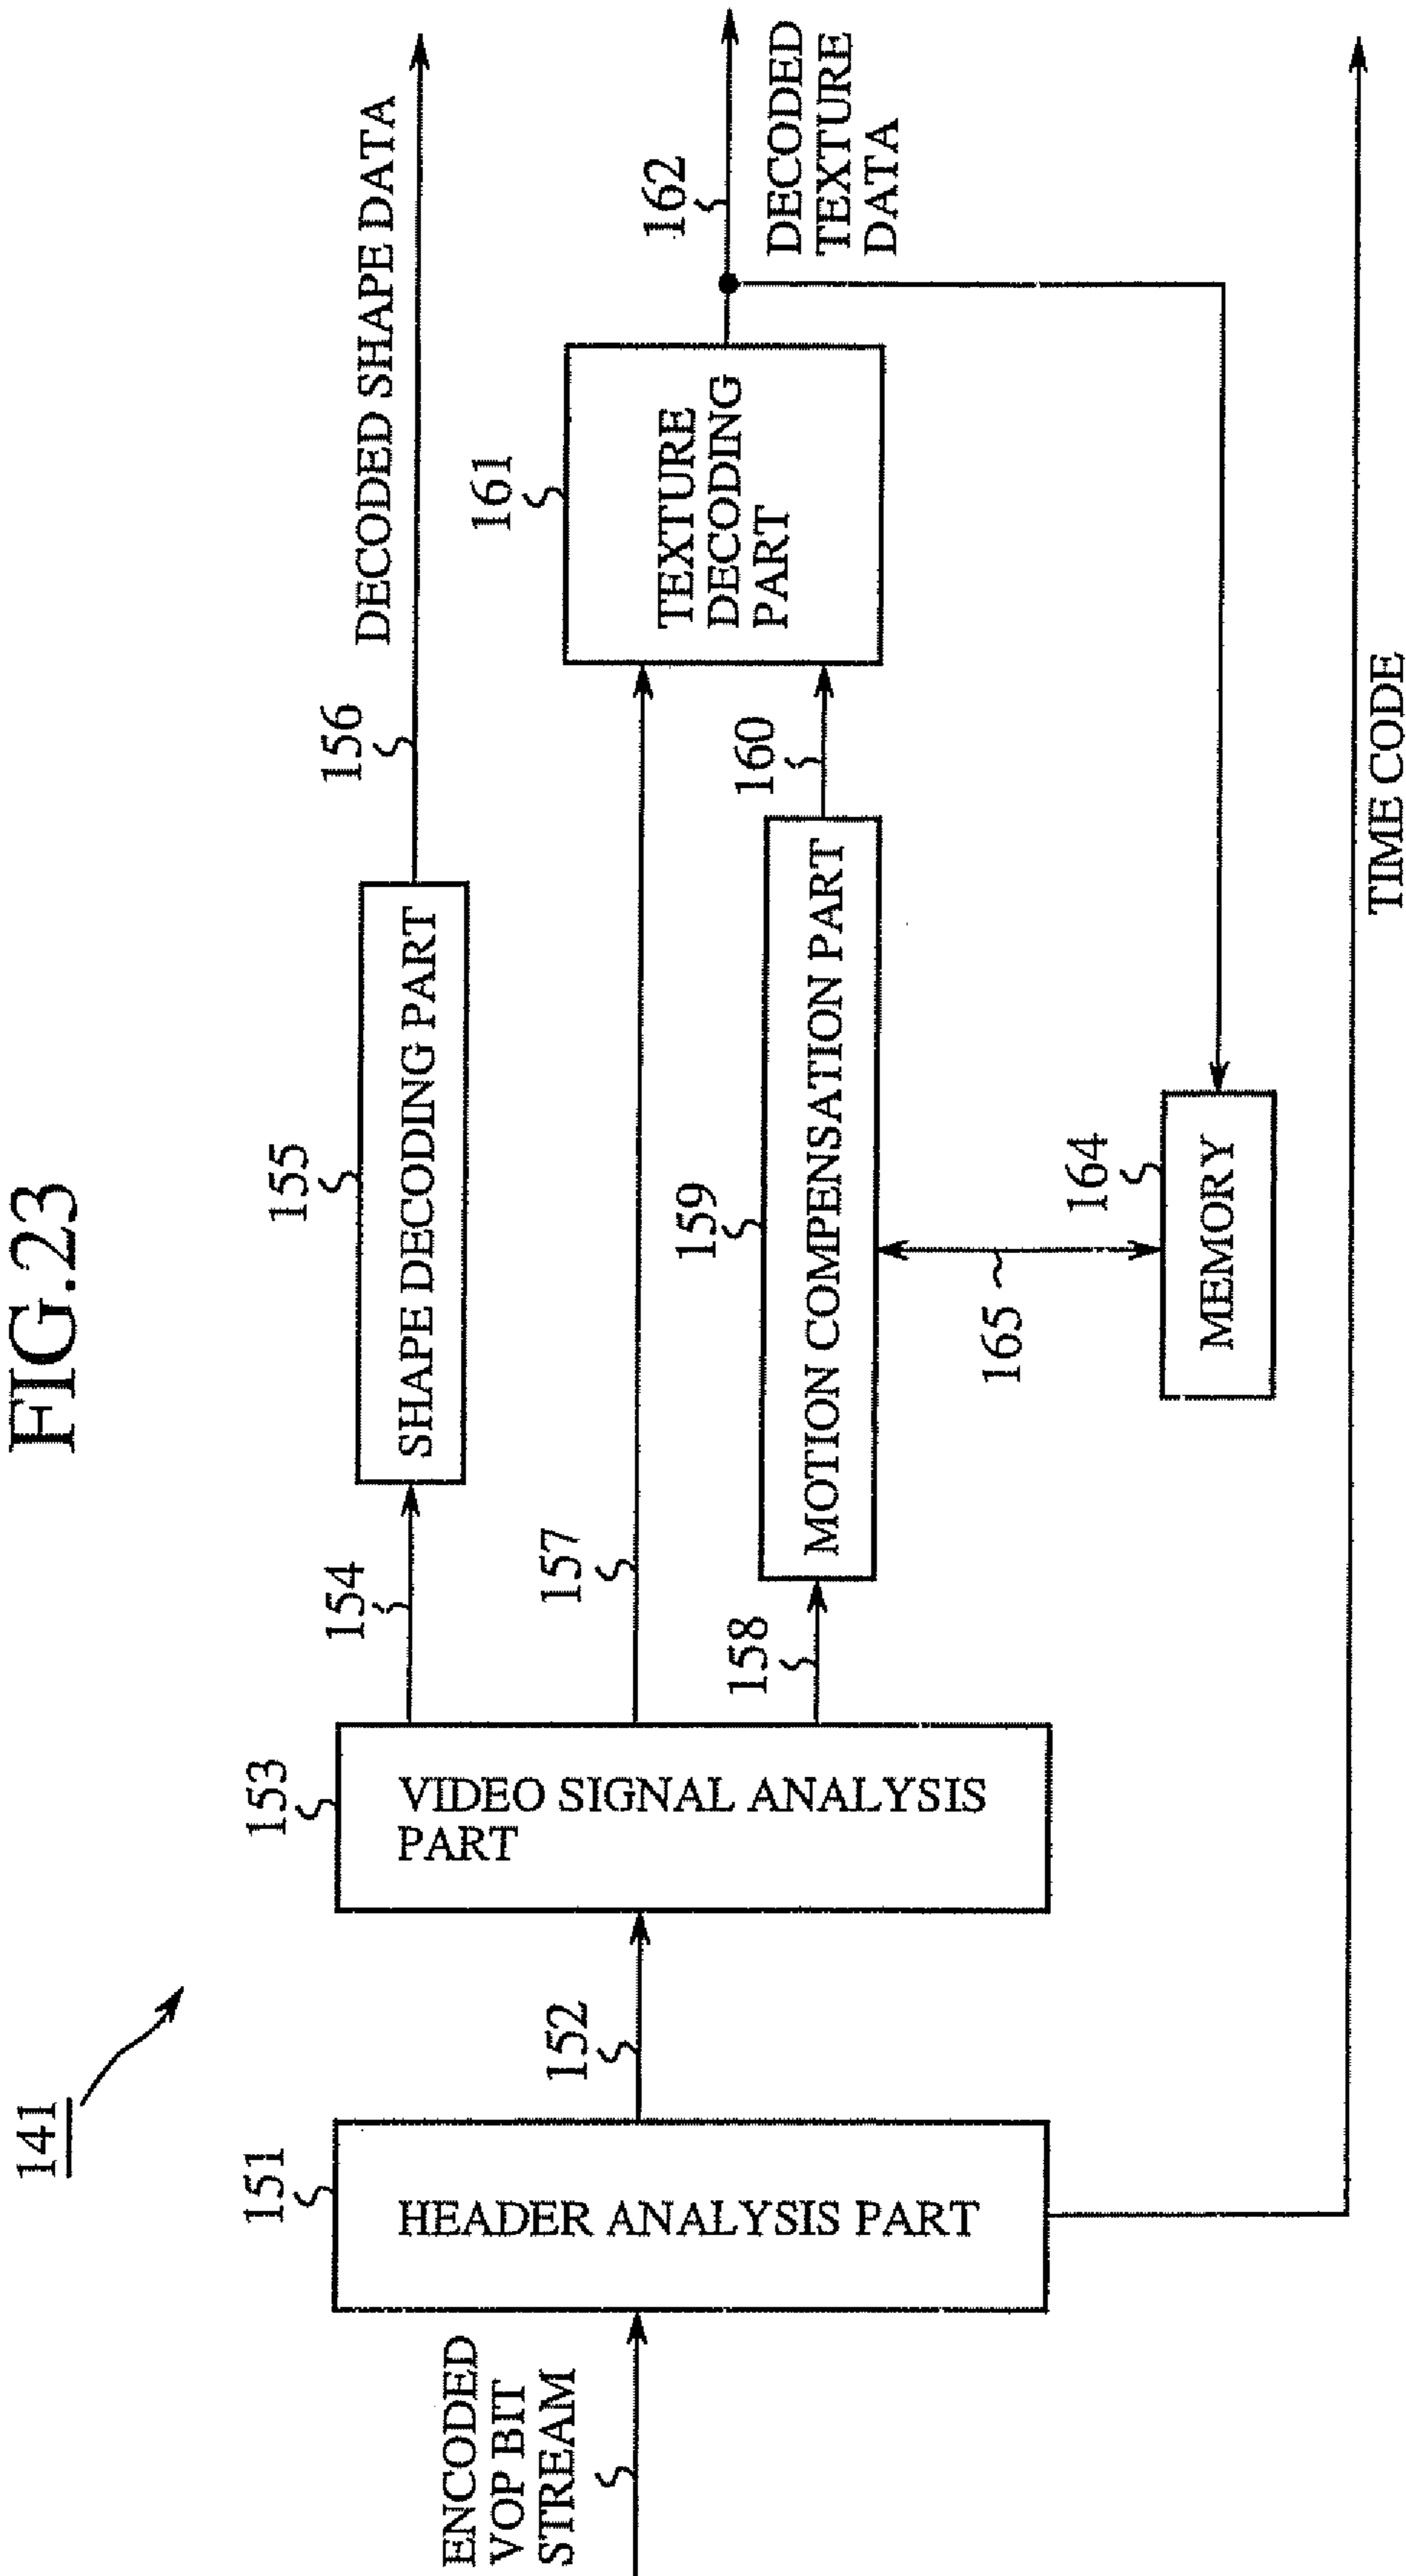 FIG.23
141
ENCODED
VOP BIT
STREAM
151
HEADER ANALYSIS PART
152
153
VIDEO SIGNAL ANALYSIS
PART
154
155
SHAPE DECODING PART
156
DECODED SHAPE DATA
157
158
159
MOTION COMPENSATION PART
160
161
TEXTURE
DECODING
PART
162
DECODED
TEXTURE
DATA
165
164
MEMORY
TIME CODE